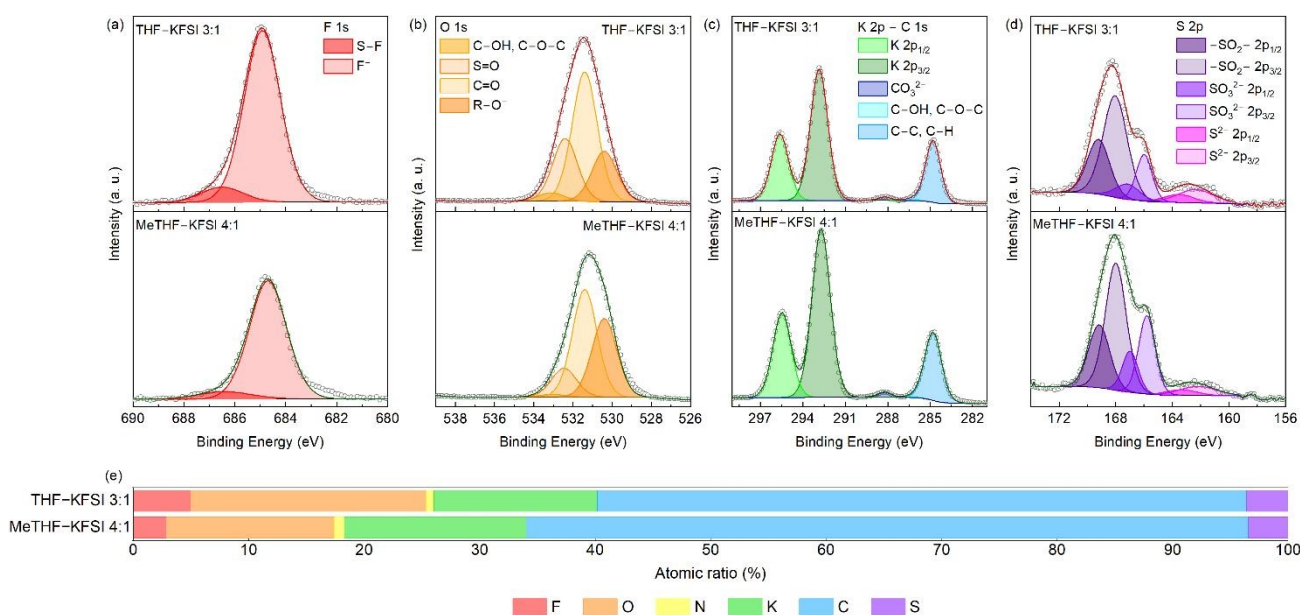 (a)
THF−KFSI 3:1
F 1s
S−F
F⁻
MeTHF−KFSI 4:1
Intensity (a. u.)
690 688 686 684 682 680
Binding Energy (eV)
(b)
O 1s
THF−KFSI 3:1
C−OH, C−O−C
S=O
C=O
R−O⁻
MeTHF−KFSI 4:1
Intensity (a. u.)
539 538 536 534 532 530 528 526
Binding Energy (eV)
(c)
THF−KFSI 3:1
K 2p − C 1s
K 2p₁/₂
K 2p₃/₂
CO₃²⁻
C−OH, C−O−C
C−C, C−H
MeTHF−KFSI 4:1
Intensity (a. u.)
297 294 291 288 285 282
Binding Energy (eV)
(d)
THF−KFSI 3:1
S 2p
−SO₂− 2p₁/₂
−SO₂− 2p₃/₂
SO₃²⁻ 2p₁/₂
SO₃²⁻ 2p₃/₂
S²⁻ 2p₁/₂
S²⁻ 2p₃/₂
MeTHF−KFSI 4:1
Intensity (a. u.)
172 168 164 160 156
Binding Energy (eV)
(e)
THF−KFSI 3:1
MeTHF−KFSI 4:1
0 10 20 30 40 50 60 70 80 90 100
Atomic ratio (%)
F O N K C S